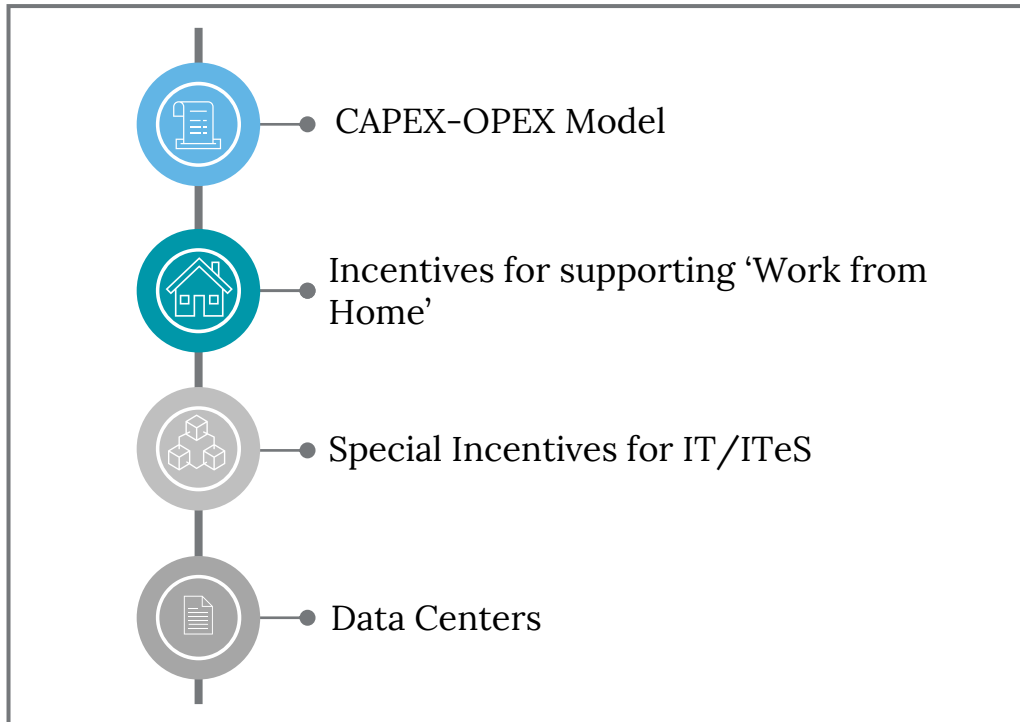 CAPEX-OPEX Model
Incentives for supporting ‘Work from
Home’
Special Incentives for IT/ITeS
Data Centers